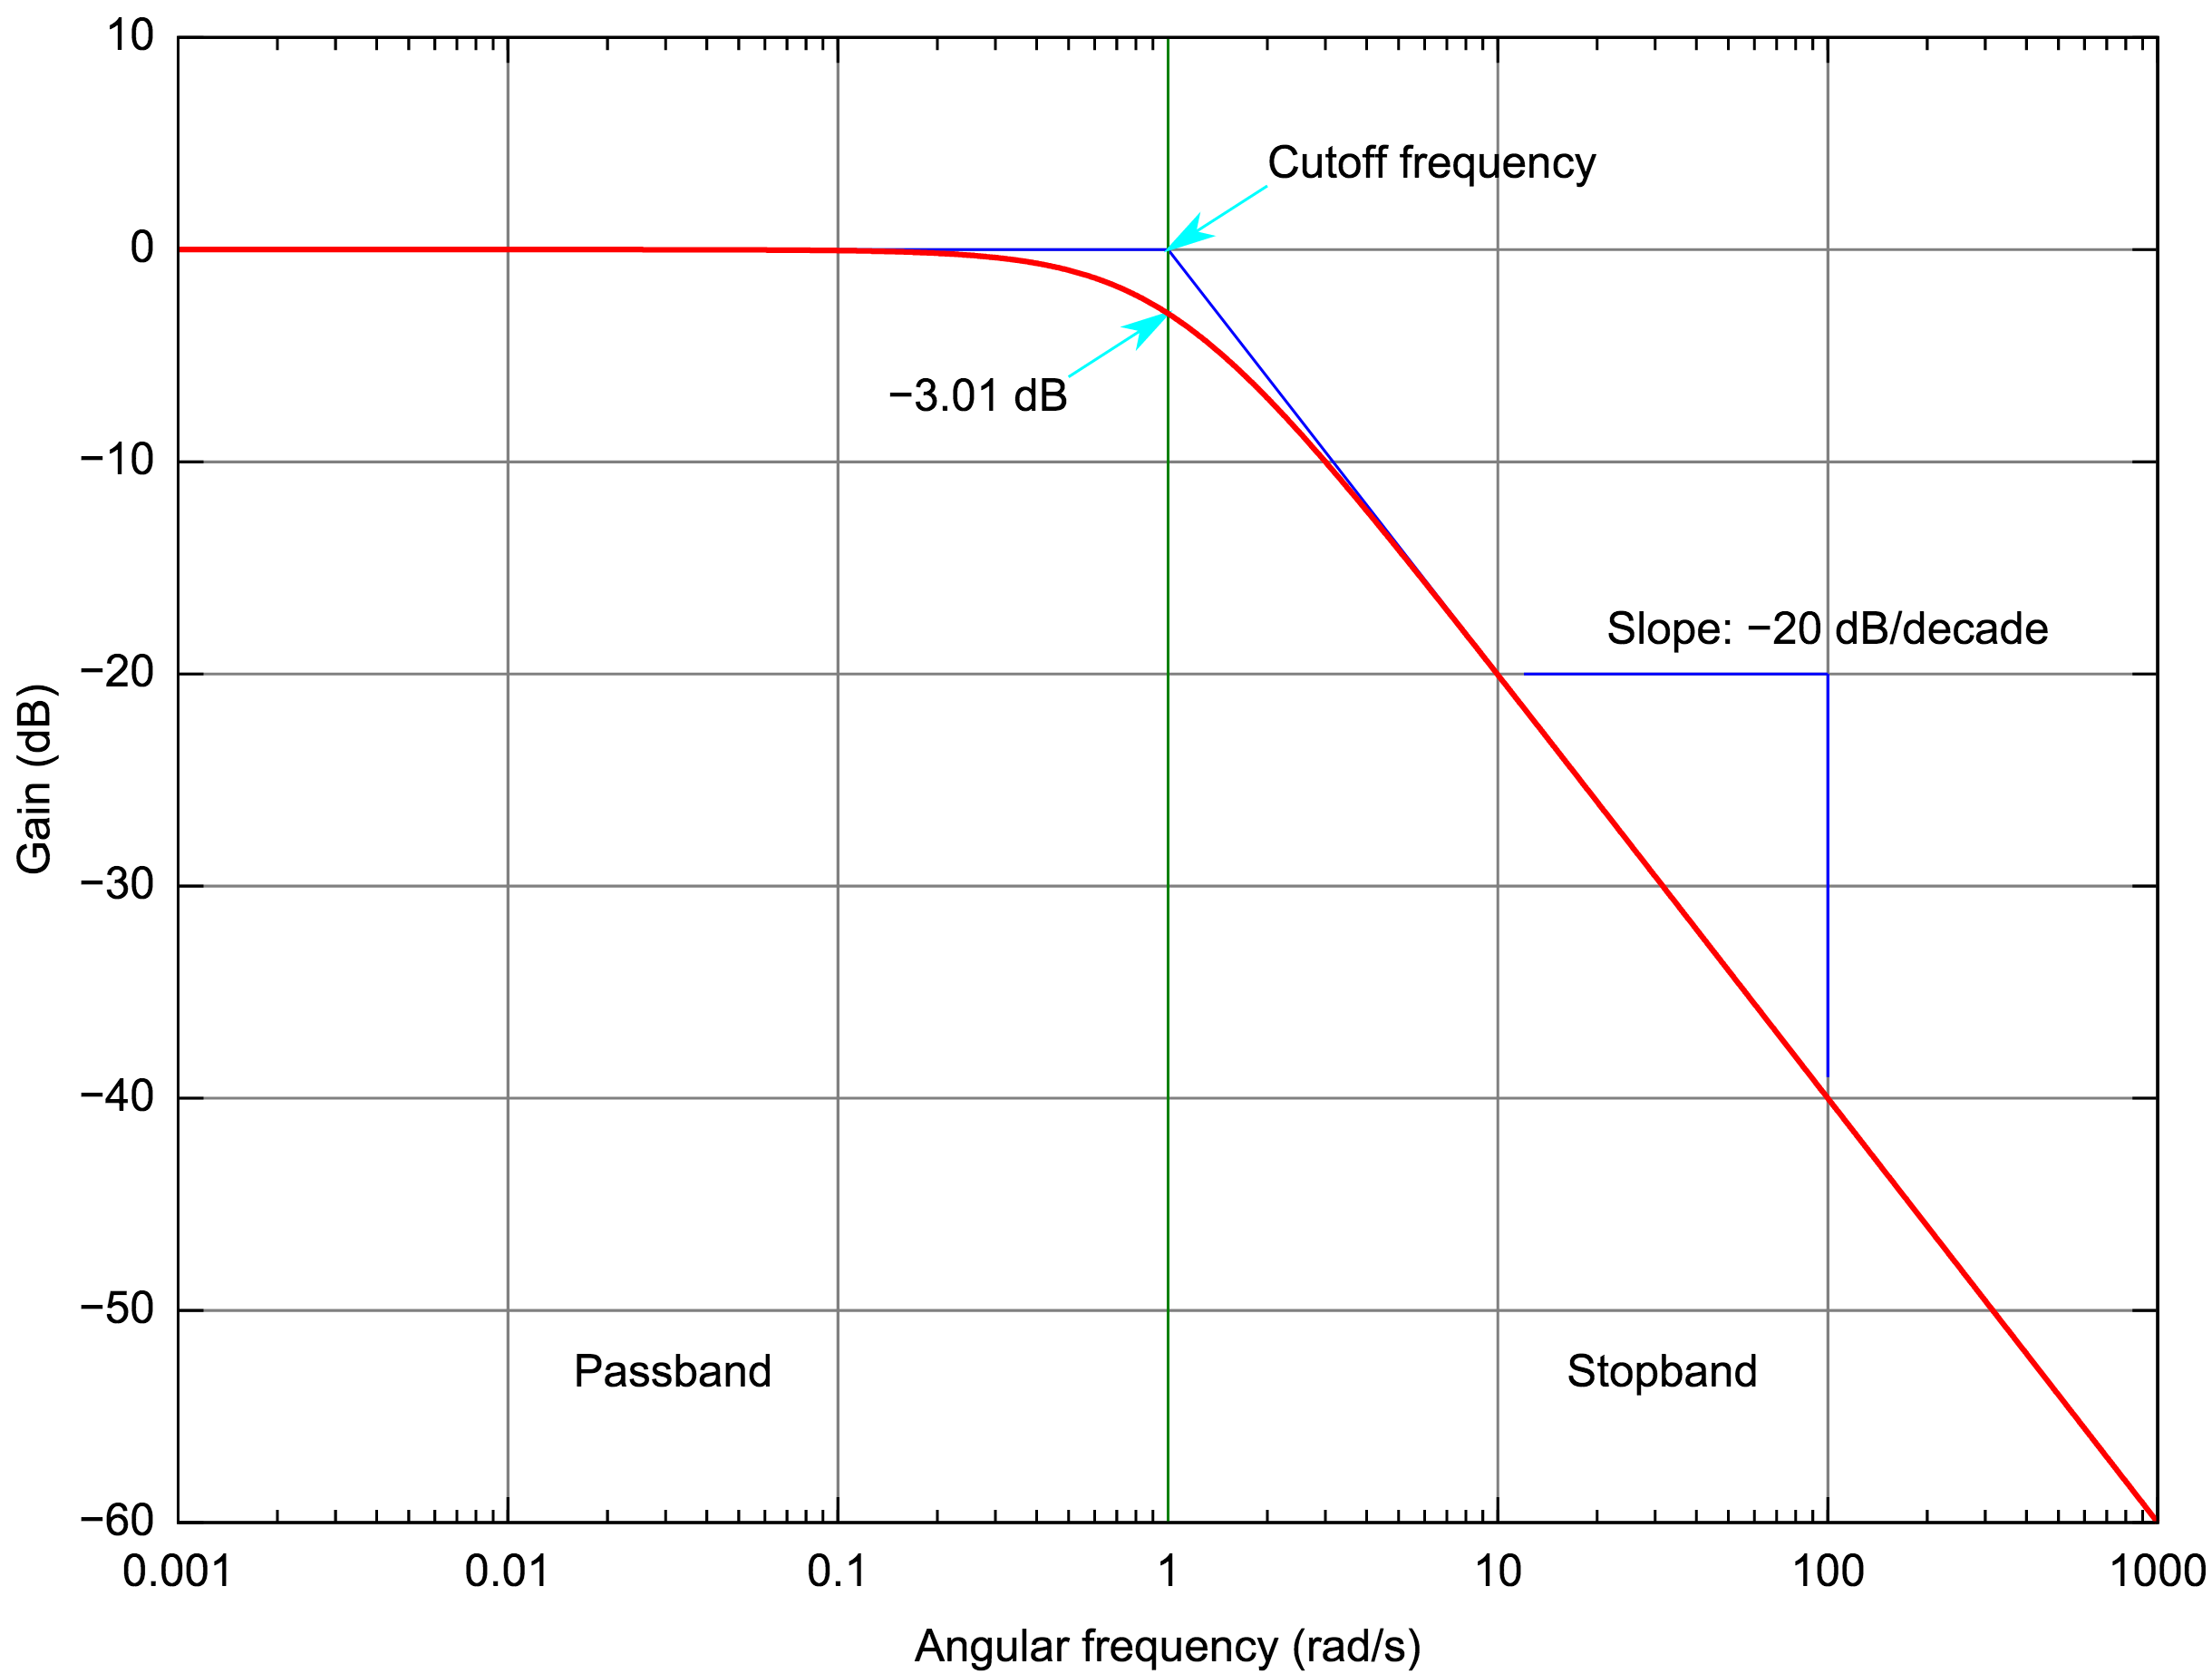 10
Cutoff frequency
0
−3.01 dB
−10
Slope: −20 dB/decade
−20
Gain (dB)
−30
−40
−50
Passband
Stopband
−60
0.001 0.01 0.1 1 10 100 1000
Angular frequency (rad/s)